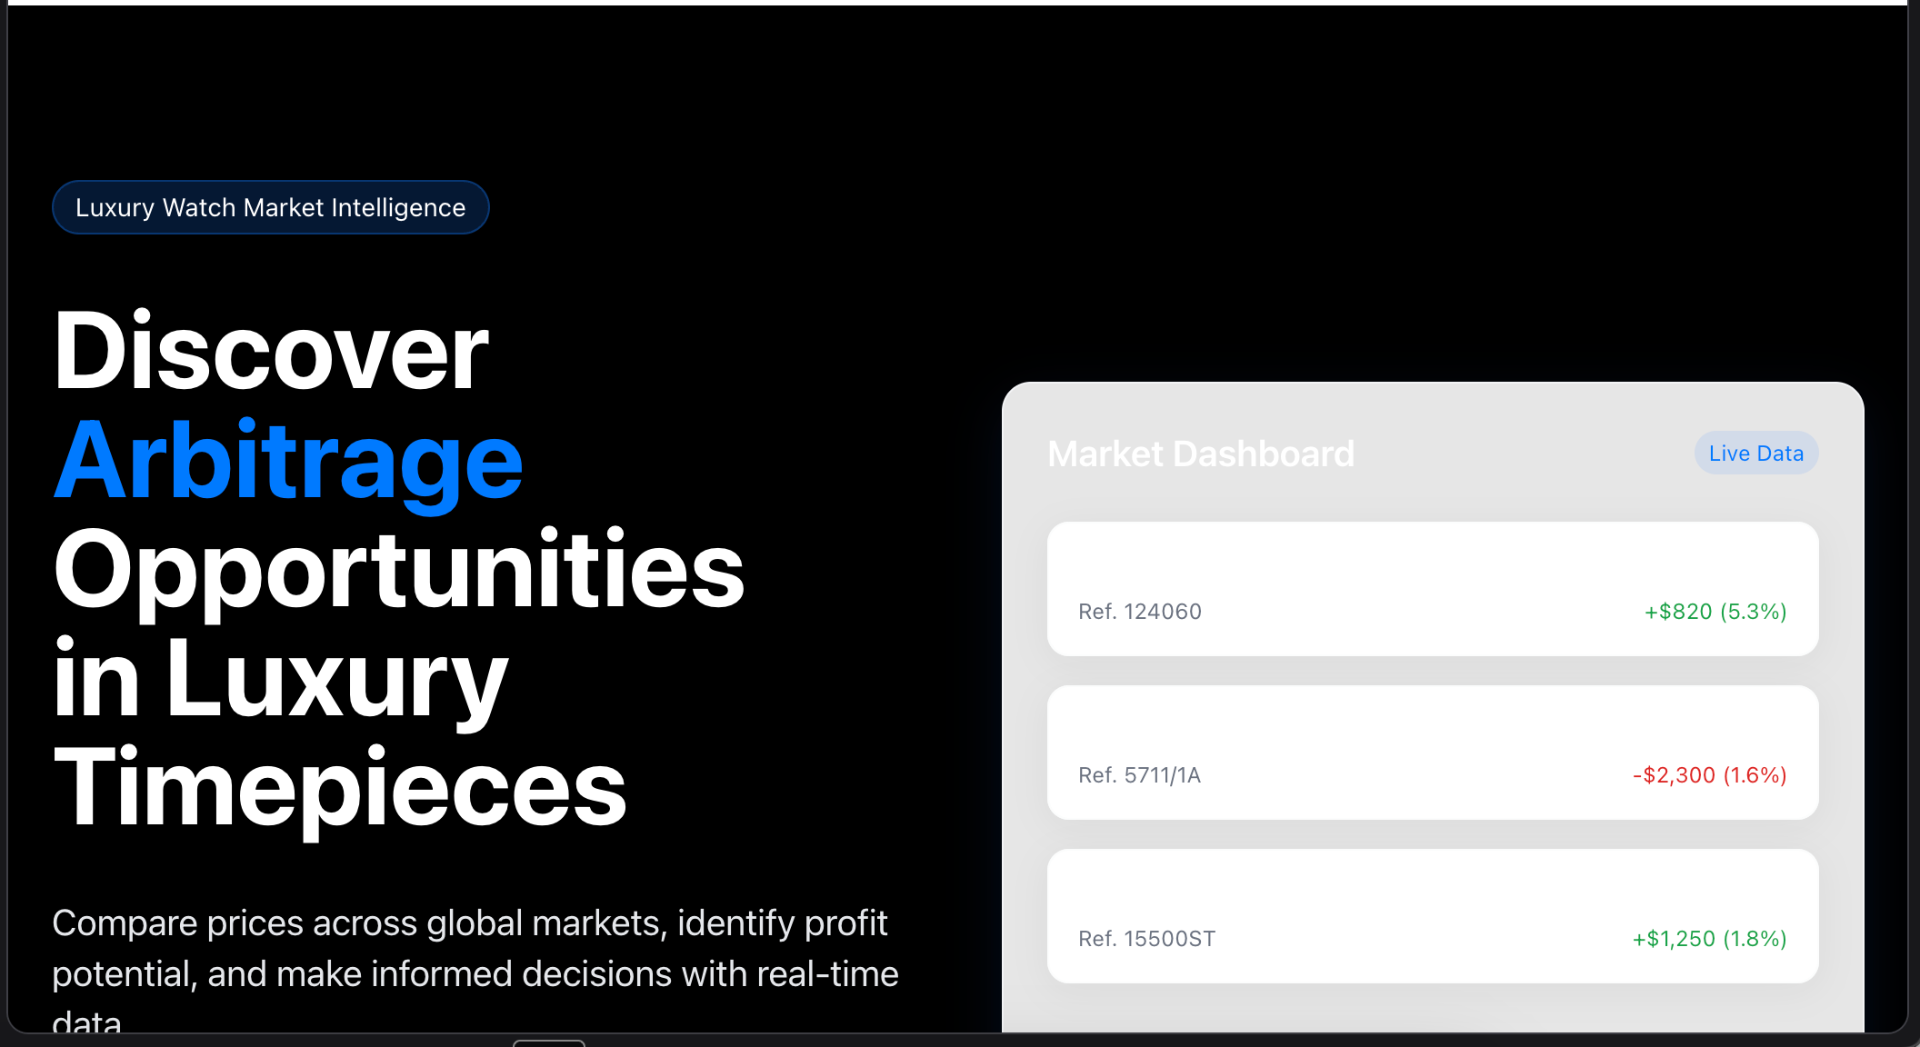 Luxury Watch Market Intelligence
Discover
Arbitrage
Opportunities
in Luxury
Timepieces
Compare prices across global markets, identify profit
potential, and make informed decisions with real-time
data
Market Dashboard
Live Data
Ref. 124060
+$820 (5.3%)
Ref. 5711/1A
-$2,300 (1.6%)
Ref. 15500ST
+$1,250 (1.8%)